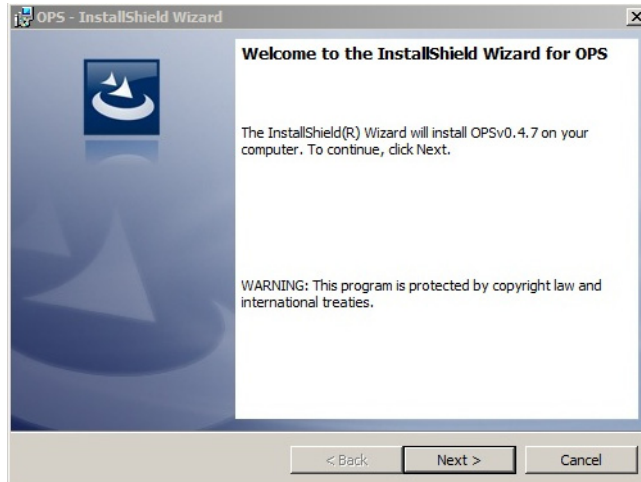 OPS - InstallShield Wizard
Welcome to the InstallShield Wizard for OPS
The InstallShield(R) Wizard will install OPSv0.4.7 on your
computer. To continue, click Next.
WARNING: This program is protected by copyright law and
international treaties.
< Back
Next >
Cancel